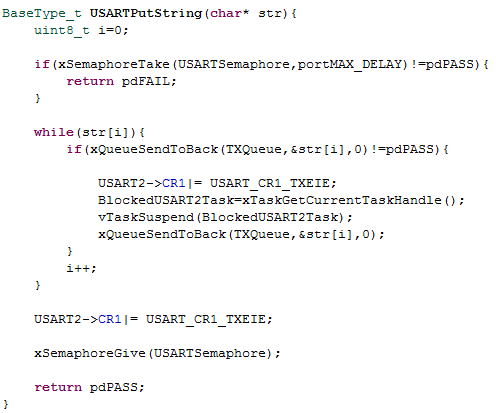 BaseType_t USARTPutString(char* str){
    uint8_t i=0;

    if(xSemaphoreTake(USARTSemaphore,portMAX_DELAY)!=pdPASS){
        return pdFAIL;
    }

    while(str[i]){
        if(xQueueSendToBack(TXQueue,&str[i],0)!=pdPASS){

            USART2->CR1|= USART_CR1_TXEIE;
            BlockedUSART2Task=xTaskGetCurrentTaskHandle();
            vTaskSuspend(BlockedUSART2Task);
            xQueueSendToBack(TXQueue,&str[i],0);
        }
        i++;
    }

    USART2->CR1|= USART_CR1_TXEIE;

    xSemaphoreGive(USARTSemaphore);

    return pdPASS;
}